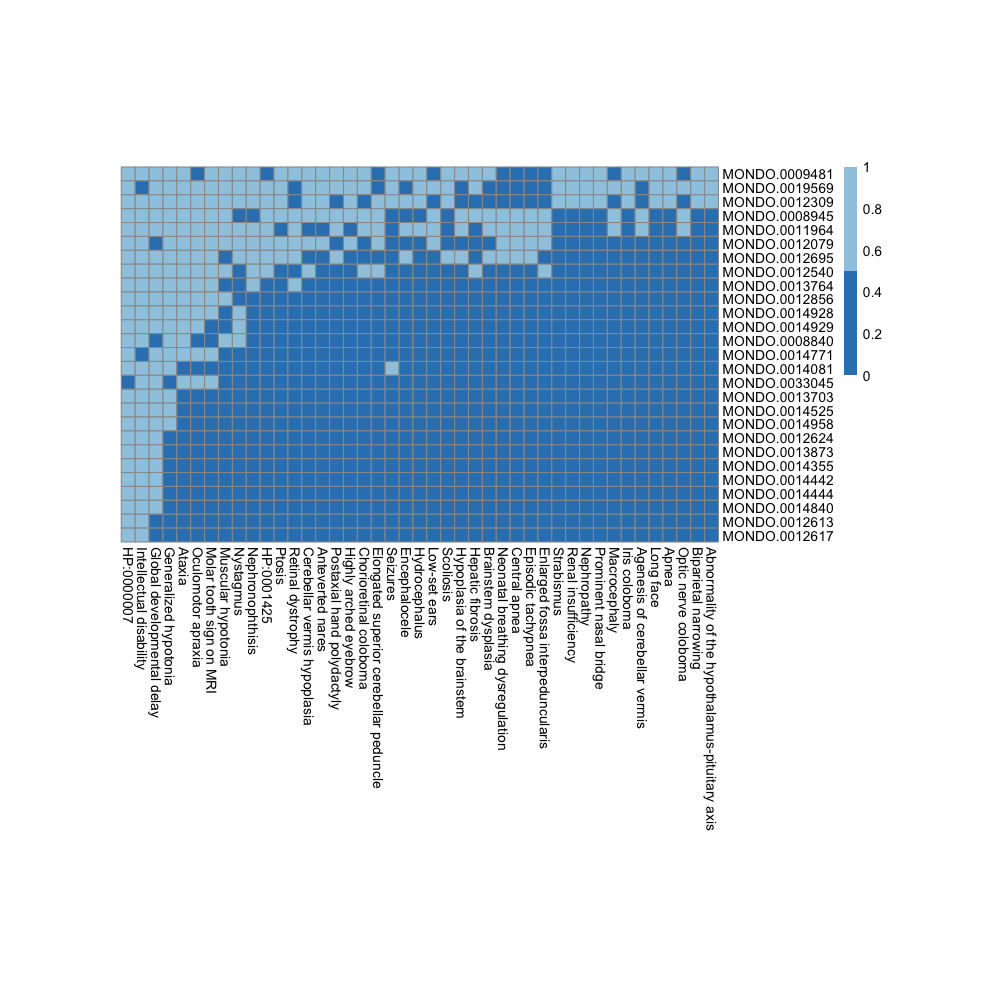 MONDO.0009481
MONDO.0019569
MONDO.0012309
MONDO.0008945
MONDO.0011964
MONDO.0012079
MONDO.0012695
MONDO.0012540
MONDO.0013764
MONDO.0012856
MONDO.0014928
MONDO.0014929
MONDO.0008840
MONDO.0014771
MONDO.0014081
MONDO.0033045
MONDO.0013703
MONDO.0014525
MONDO.0014958
MONDO.0012624
MONDO.0013873
MONDO.0014355
MONDO.0014442
MONDO.0014444
MONDO.0014840
MONDO.0012613
MONDO.0012617
1
0.8
0.6
0.4
0.2
0
HP:0000007
Intellectual disability
Global developmental delay
Generalized hypotonia
Ataxia
Oculomotor apraxia
Molar tooth sign on MRI
Muscular hypotonia
Nystagmus
Nephronophthisis
HP:0001425
Ptosis
Retinal dystrophy
Cerebellar vermis hypoplasia
Anteverted nares
Postaxial hand polydactyly
Highly arched eyebrow
Chorioretinal coloboma
Elongated superior cerebellar peduncle
Seizures
Encephalocele
Hydrocephalus
Low-set ears
Scoliosis
Hypoplasia of the brainstem
Hepatic fibrosis
Brainstem dysplasia
Neonatal breathing dysregulation
Central apnea
Episodic tachypnea
Enlarged fossa interpeduncularis
Strabismus
Renal insufficiency
Nephropathy
Prominent nasal bridge
Macrocephaly
Iris coloboma
Agenesis of cerebellar vermis
Long face
Apnea
Optic nerve coloboma
Biparietal narrowing
Abnormality of the hypothalamus-pituitary axis